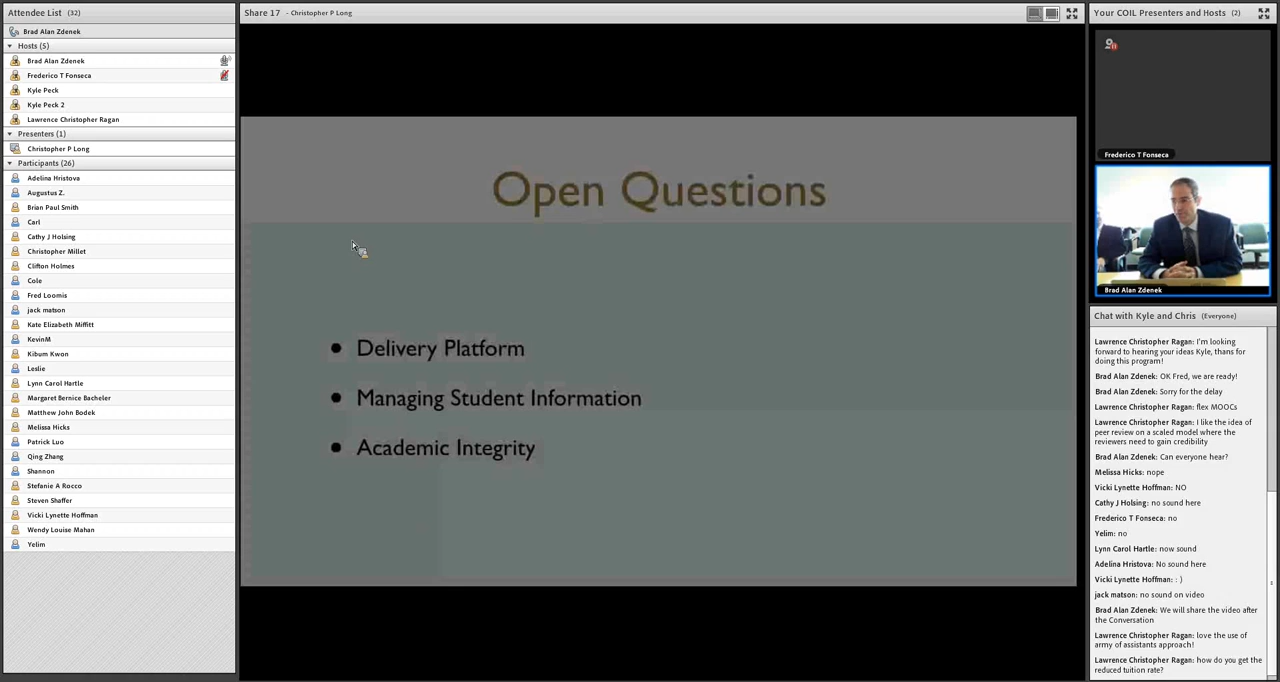 Attendee List (32)
Brad Alan Zdenek
Hosts (5)
Brad Alan Zdenek
Frederico T Fonseca
Kyle Peck
Kyle Peck 2
Lawrence Christopher Ragan
Presenters (1)
Christopher P Long
Participants (26)
Adelina Hristova
Augustus Z.
Brian Paul Smith
Carl
Cathy J Holsing
Christopher Millet
Clifton Holmes
Cole
Fred Loomis
jack matson
Kate Elizabeth Miffitt
KevinM
Kibum Kwon
Leslie
Lynn Carol Hartle
Margaret Bernice Bacheler
Matthew John Bodek
Melissa Hicks
Patrick Luo
Qing Zhang
Shannon
Stefanie A Rocco
Steven Shaffer
Vicki Lynette Hoffman
Wendy Louise Mahan
Yelim
Share 17 - Christopher P Long
Open Questions
• Delivery Platform
• Managing Student Information
• Academic Integrity
Your COIL Presenters and Hosts (2)
Frederico T Fonseca
Brad Alan Zdenek
Chat with Kyle and Chris (Everyone)
Lawrence Christopher Ragan: I'm looking
forward to hearing your ideas Kyle, thans for
doing this program!
Brad Alan Zdenek: OK Fred, we are ready!
Brad Alan Zdenek: Sorry for the delay
Lawrence Christopher Ragan: flex MOOCs
Lawrence Christopher Ragan: I like the idea of
peer review on a scaled model where the
reviewers need to gain credibility
Brad Alan Zdenek: Can everyone hear?
Melissa Hicks: nope
Vicki Lynette Hoffman: NO
Cathy J Holsing: no sound here
Frederico T Fonseca: no
Yelim: no
Lynn Carol Hartle: now sound
Adelina Hristova: No sound here
Vicki Lynette Hoffman: : )
jack matson: no sound on video
Brad Alan Zdenek: We will share the video after
the Conversation
Lawrence Christopher Ragan: love the use of
army of assistants approach!
Lawrence Christopher Ragan: how do you get the
reduced tuition rate?